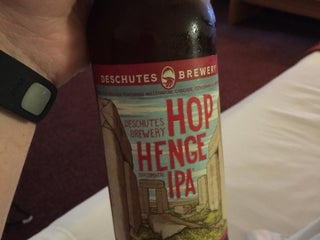 DESCHUTES BREWERY
DESCHUTES
BREWERY
HOP
HENGE
IPA